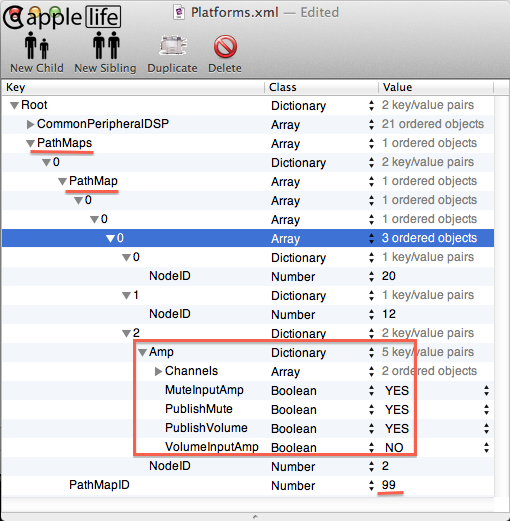 applelife
Platforms.xml — Edited
New Child New Sibling Duplicate Delete
Key Class Value
Root Dictionary 2 key/value pairs
CommonPeripheralDSP Array 21 ordered objects
PathMaps Array 1 ordered objects
0 Dictionary 2 key/value pairs
PathMap Array 1 ordered objects
0 Array 1 ordered objects
0 Array 1 ordered objects
0 Array 3 ordered objects
0 Dictionary 1 key/value pairs
NodeID Number 20
1 Dictionary 1 key/value pairs
NodeID Number 12
2 Dictionary 2 key/value pairs
Amp Dictionary 5 key/value pairs
Channels Array 2 ordered objects
MuteInputAmp Boolean YES
PublishMute Boolean YES
PublishVolume Boolean YES
VolumeInputAmp Boolean NO
NodeID Number 2
PathMapID Number 99